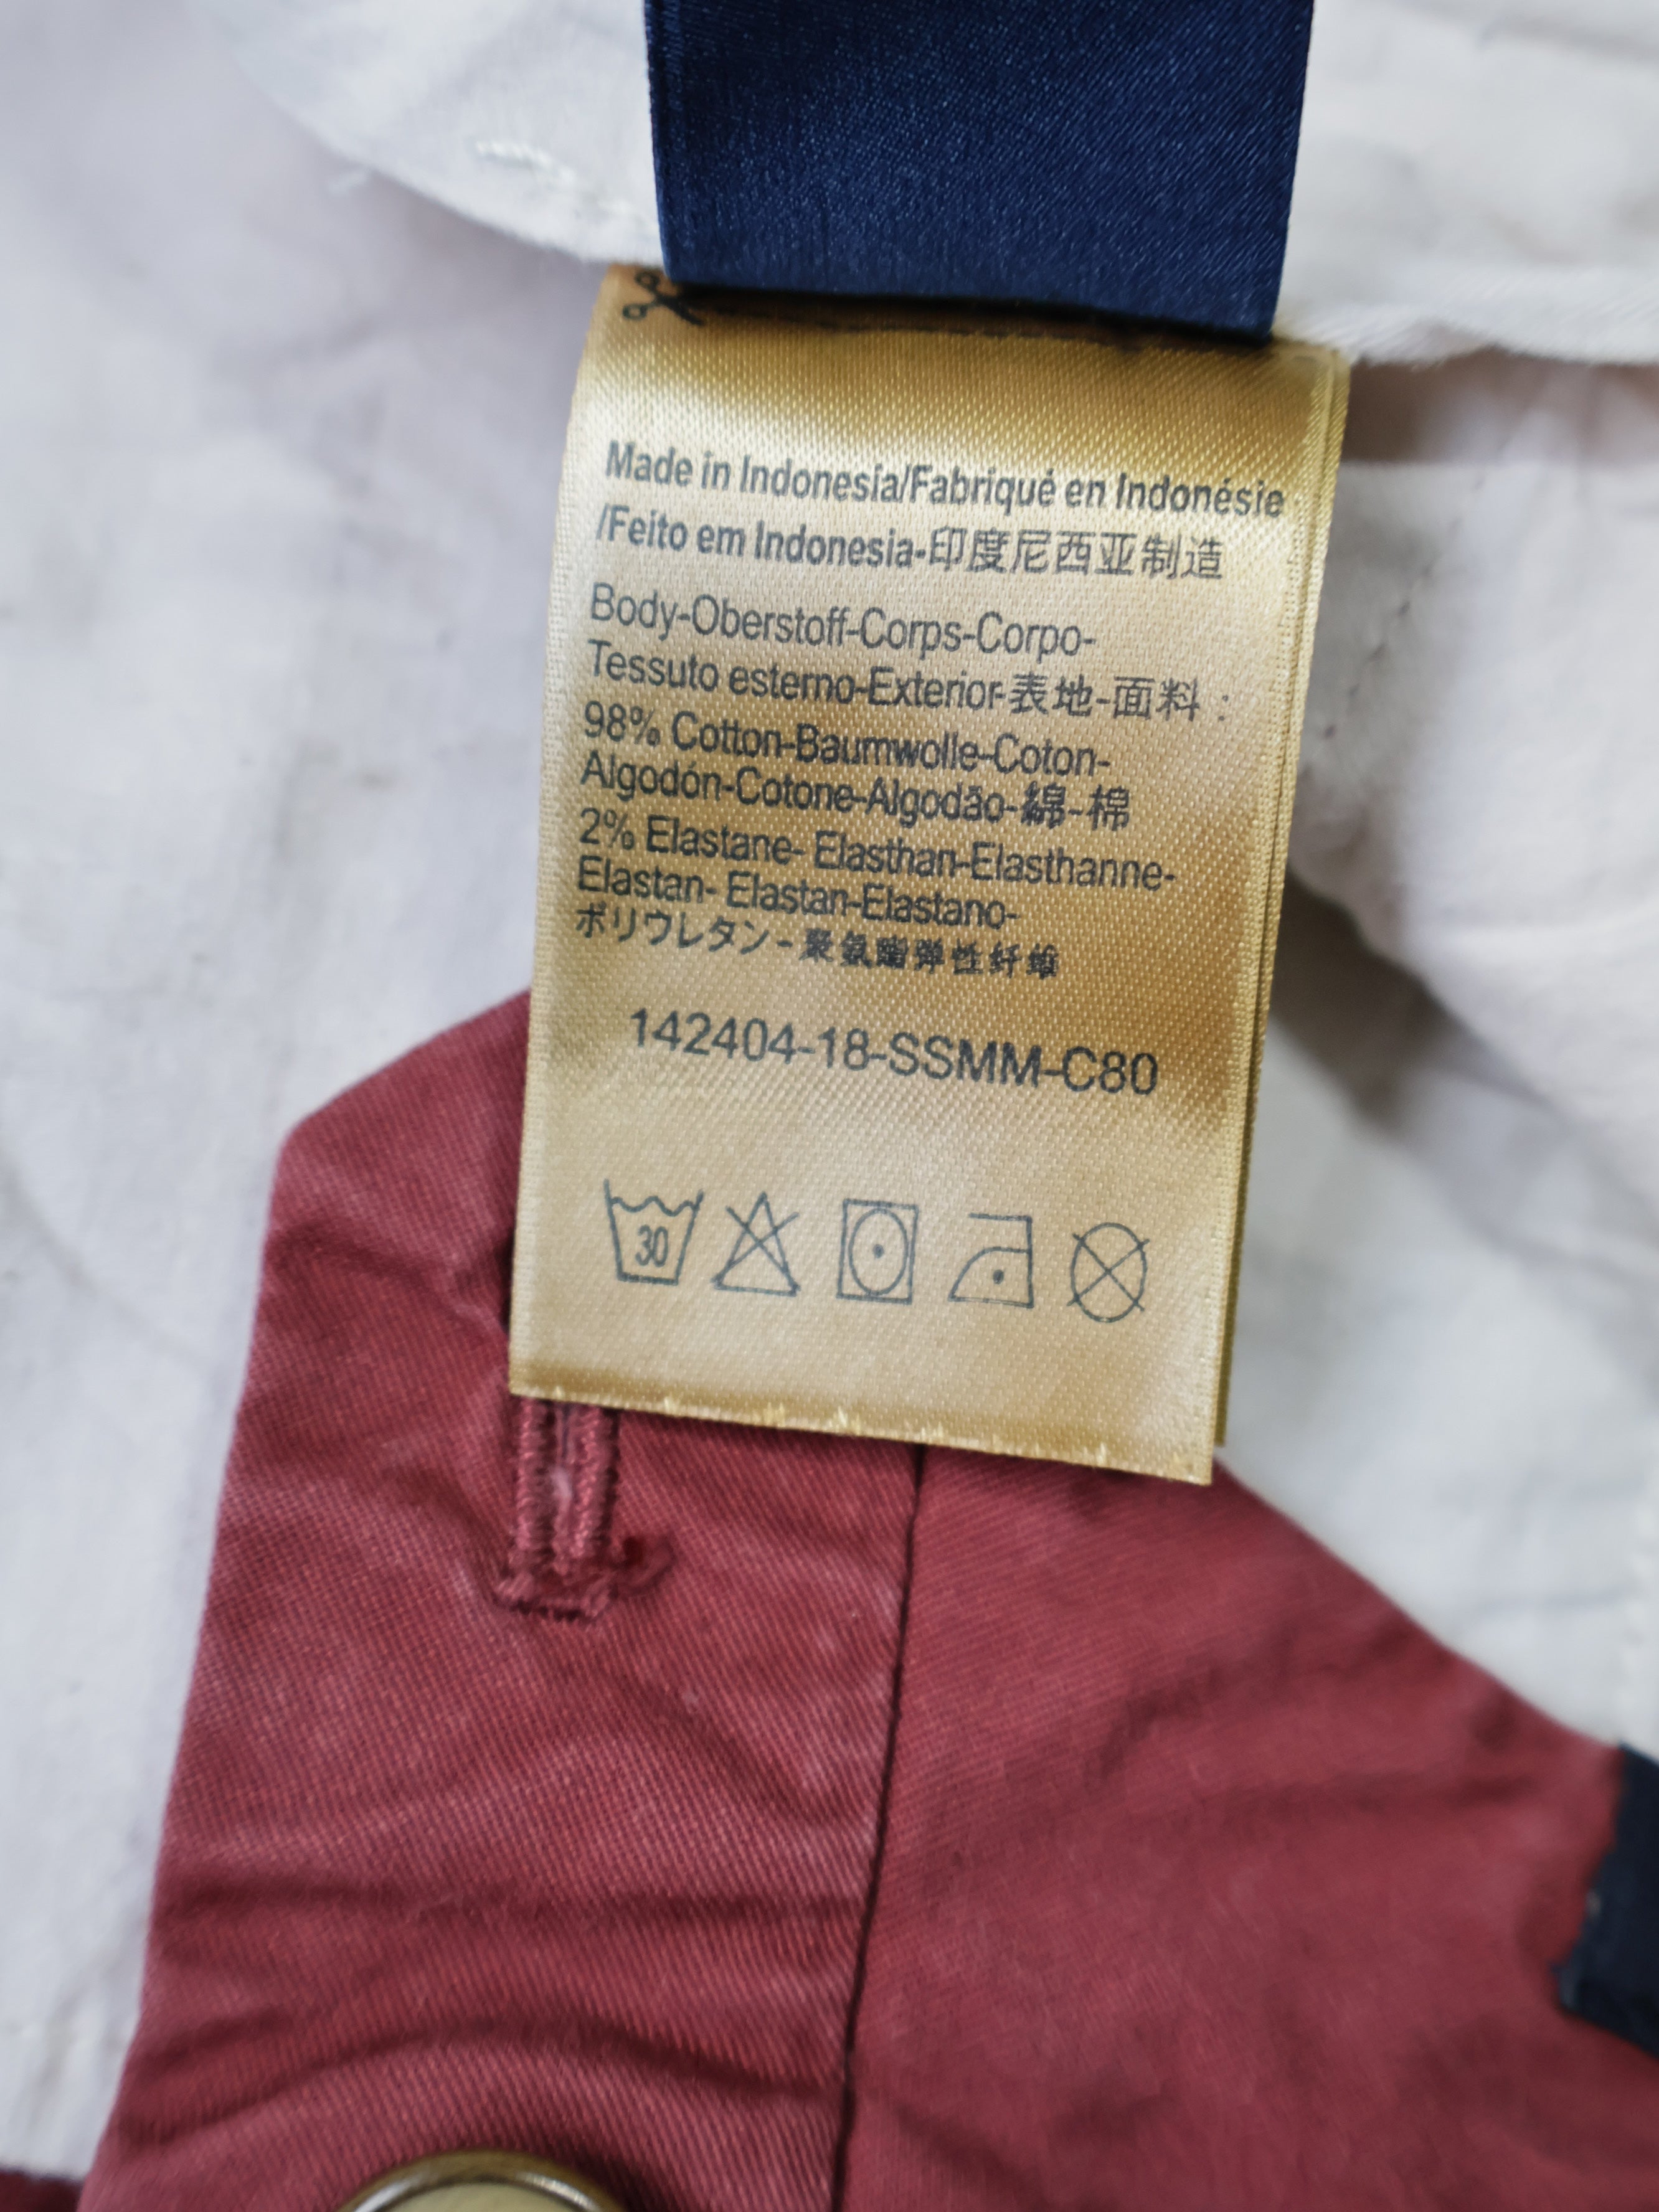 Made in Indonesia/Fabriqué en Indonésie
/Feito em Indonesia-印度尼西亚制造
Body-Oberstoff-Corps-Corpo-
Tessuto esterno-Exterior-表地-面料：
98% Cotton-Baumwolle-Coton-
Algodón-Cotone-Algodão-綿-棉
2% Elastane- Elasthan-Elasthanne-
Elastan- Elastan-Elastano-
ポリウレタン-聚氨酯弹性纤维
142404-18-SSMM-C80
30